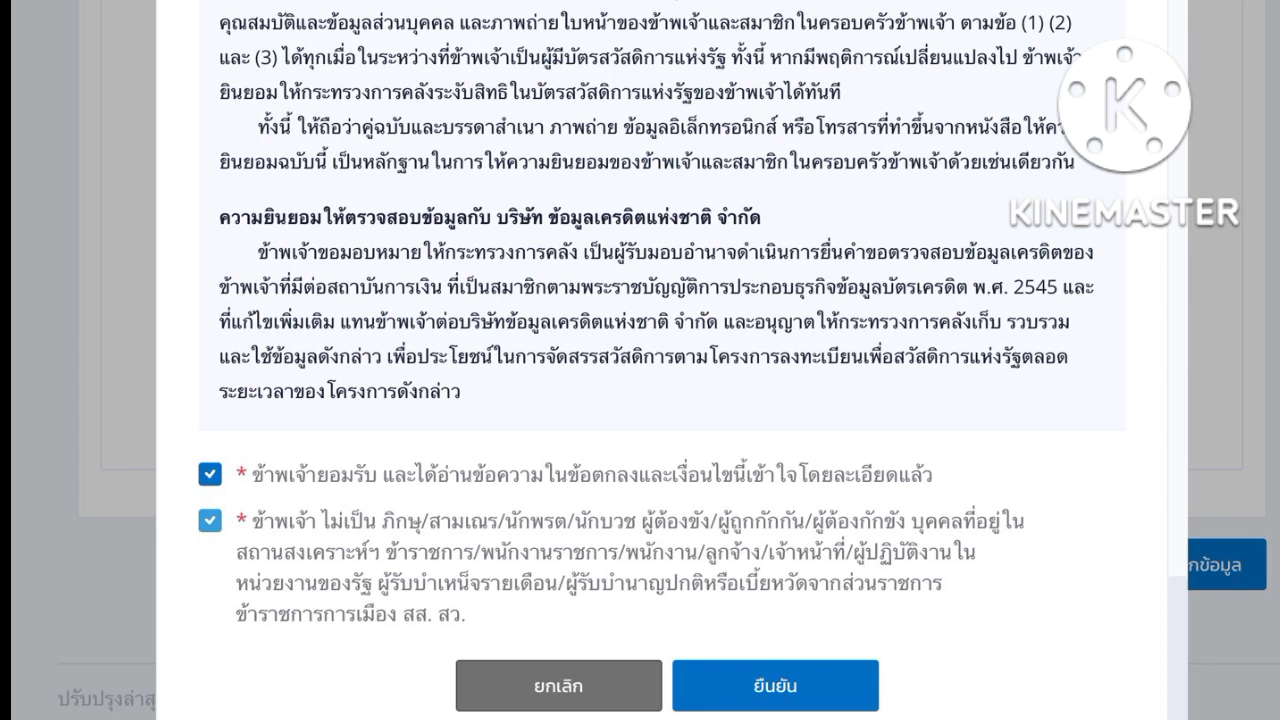 คุณสมบัติและข้อมูลส่วนบุคคล และภาพถ่ายใบหน้าของข้าพเจ้าและสมาชิกในครอบครัวข้าพเจ้า ตามข้อ (1) (2)
และ (3) ได้ทุกเมื่อในระหว่างที่ข้าพเจ้าเป็นผู้มีบัตรสวัสดิการแห่งรัฐ ทั้งนี้ หากมีพฤติการณ์เปลี่ยนแปลงไป ข้าพเจ้า
ยินยอมให้กระทรวงการคลังระงับสิทธิในบัตรสวัสดิการแห่งรัฐของข้าพเจ้าได้ทันที
ทั้งนี้ ให้ถือว่าคู่ฉบับและบรรดาสำเนา ภาพถ่าย ข้อมูลอิเล็กทรอนิกส์ หรือโทรสารที่ทำขึ้นจากหนังสือให้
ยินยอมฉบับนี้ เป็นหลักฐานในการให้ความยินยอมของข้าพเจ้าและสมาชิกในครอบครัวข้าพเจ้าด้วยเช่นเดียวกัน
KINEMASTER
ความยินยอมให้ตรวจสอบข้อมูลกับ บริษัท ข้อมูลเครดิตแห่งชาติ จำกัด
ข้าพเจ้าขอมอบหมายให้กระทรวงการคลัง เป็นผู้รับมอบอำนาจดำเนินการยื่นคำขอตรวจสอบข้อมูลเครดิตของ
ข้าพเจ้าที่มีต่อสถาบันการเงิน ที่เป็นสมาชิกตามพระราชบัญญัติการประกอบธุรกิจข้อมูลบัตรเครดิต พ.ศ. 2545 และ
ที่แก้ไขเพิ่มเติม แทนข้าพเจ้าต่อบริษัทข้อมูลเครดิตแห่งชาติ จำกัด และอนุญาตให้กระทรวงการคลังเก็บ รวบรวม
และใช้ข้อมูลดังกล่าว เพื่อประโยชน์ในการจัดสรรสวัสดิการตามโครงการลงทะเบียนเพื่อสวัสดิการแห่งรัฐตลอด
ระยะเวลาของโครงการดังกล่าว
* ข้าพเจ้ายอมรับ และได้อ่านข้อความในข้อตกลงและเงื่อนไขนี้เข้าใจโดยละเอียดแล้ว
* ข้าพเจ้า ไม่เป็น ภิกษุ/สามเณร/นักพรต/นักบวช ผู้ต้องขัง/ผู้ถูกกักกัน/ผู้ต้องกักขัง บุคคลที่อยู่ใน
สถานสงเคราะห์ฯ ข้าราชการ/พนักงานราชการ/พนักงาน/ลูกจ้าง/เจ้าหน้าที่/ผู้ปฏิบัติงานใน
หน่วยงานของรัฐ ผู้รับบำเหน็จรายเดือน/ผู้รับบำนาญปกติหรือเบี้ยหวัดจากส่วนราชการ
ข้าราชการการเมือง สส. สว.
กข้อมูล
ยกเลิก ยืนยัน
ปรับปรุงล่าสุ